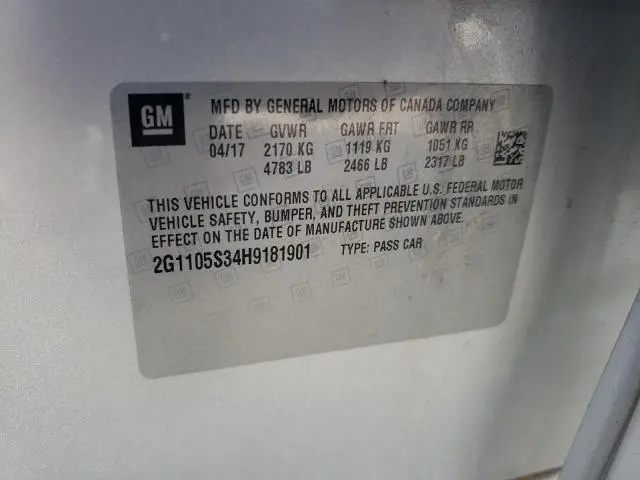 GM
MFD BY GENERAL MOTORS OF CANADA COMPANY
DATE GVWR GAWR FRT GAWR RR
04/17 2170 KG 1119 KG 1051 KG
4783 LB 2466 LB 2317 LB
THIS VEHICLE CONFORMS TO ALL APPLICABLE U.S. FEDERAL MOTOR
VEHICLE SAFETY, BUMPER, AND THEFT PREVENTION STANDARDS IN
EFFECT ON THE DATE OF MANUFACTURE SHOWN ABOVE.
2G1105S34H9181901 TYPE: PASS CAR